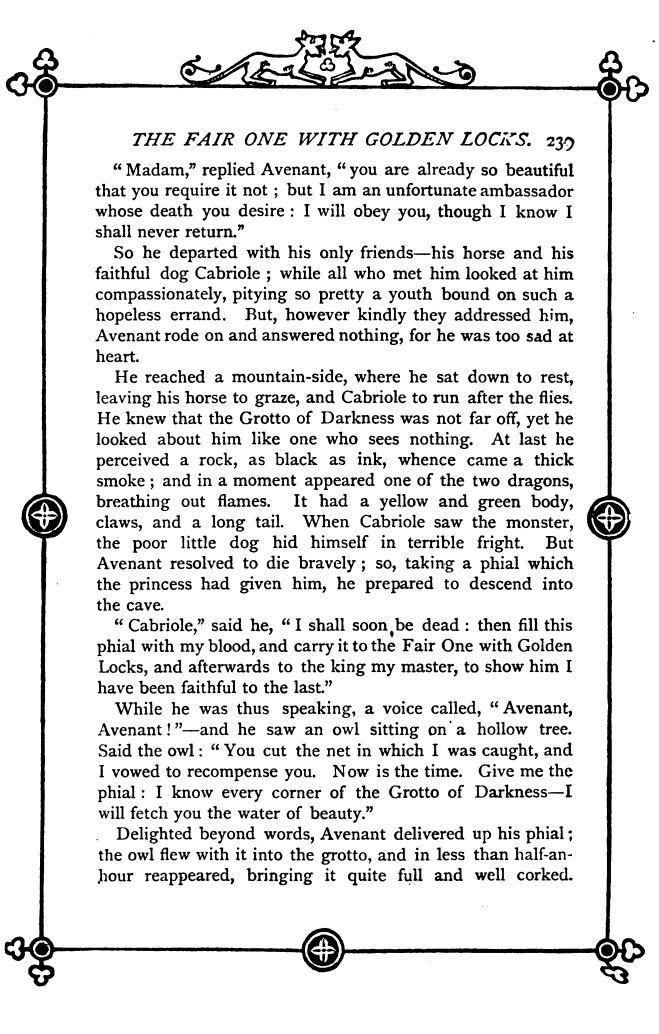 THE FAIR ONE WITH GOLDEN LOCKS. 239
“ Madam,” replied Avenant, “ you are already so beautiful
that you require it not ; but I am an unfortunate ambassador
whose death you desire : I will obey you, though I know I
shall never return.”
So he departed with his only friends—his horse and his
faithful dog Cabriole ; while all who met him looked at him
compassionately, pitying so pretty a youth bound on such a
hopeless errand. But, however kindly they addressed him,
Avenant rode on and answered nothing, for he was too sad at
heart.
He reached a mountain-side, where he sat down to rest,
leaving his horse to graze, and Cabriole to run after the flies.
He knew that the Grotto of Darkness was not far off, yet he
looked about him like one who sees nothing. At last he
perceived a rock, as black as ink, whence came a thick
smoke ; and in a moment appeared one of the two dragons,
breathing out flames. It had a yellow and green body,
claws, and a long tail. When Cabriole saw the monster,
the poor little dog hid himself in terrible fright. But
Avenant resolved to die bravely ; so, taking a phial which
the princess had given him, he prepared to descend into
the cave.
“ Cabriole,” said he, “ I shall soon be dead : then fill this
phial with my blood, and carry it to the Fair One with Golden
Locks, and afterwards to the king my master, to show him I
have been faithful to the last.”
While he was thus speaking, a voice called, “ Avenant,
Avenant ! ”—and he saw an owl sitting on a hollow tree.
Said the owl : “ You cut the net in which I was caught, and
I vowed to recompense you. Now is the time. Give me the
phial : I know every corner of the Grotto of Darkness—I
will fetch you the water of beauty.”
Delighted beyond words, Avenant delivered up his phial ;
the owl flew with it into the grotto, and in less than half-an-
hour reappeared, bringing it quite full and well corked.